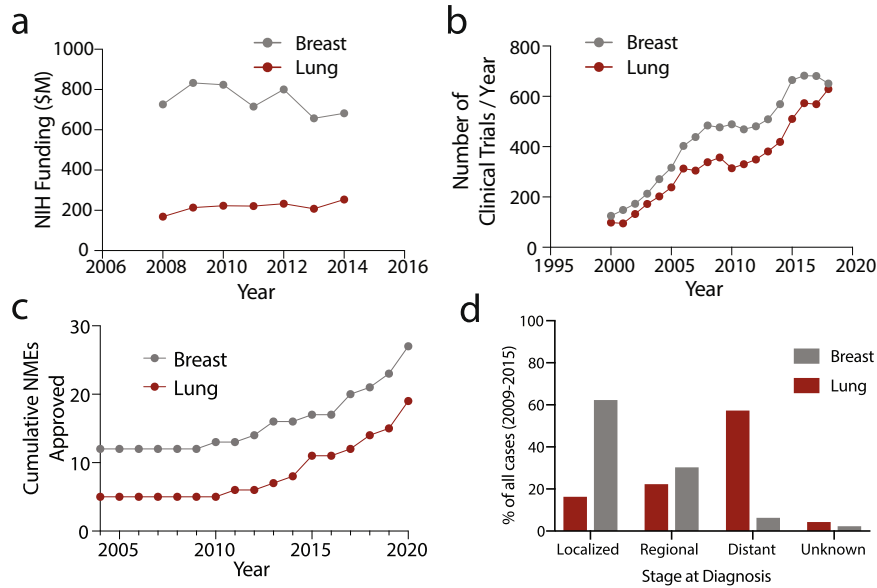 a
Breast
Lung
NIH Funding ($M)
1000
800
600
400
200
0
2006 2008 2010 2012 2014 2016
Year
b
Breast
Lung
Number of
Clinical Trials / Year
800
600
400
200
0
1995 2000 2005 2010 2015 2020
Year
c
Breast
Lung
Cumulative NMEs
Approved
30
20
10
0
2005 2010 2015 2020
Year
d
Breast
Lung
% of all cases (2009-2015)
100
80
60
40
20
0
Localized Regional Distant Unknown
Stage at Diagnosis